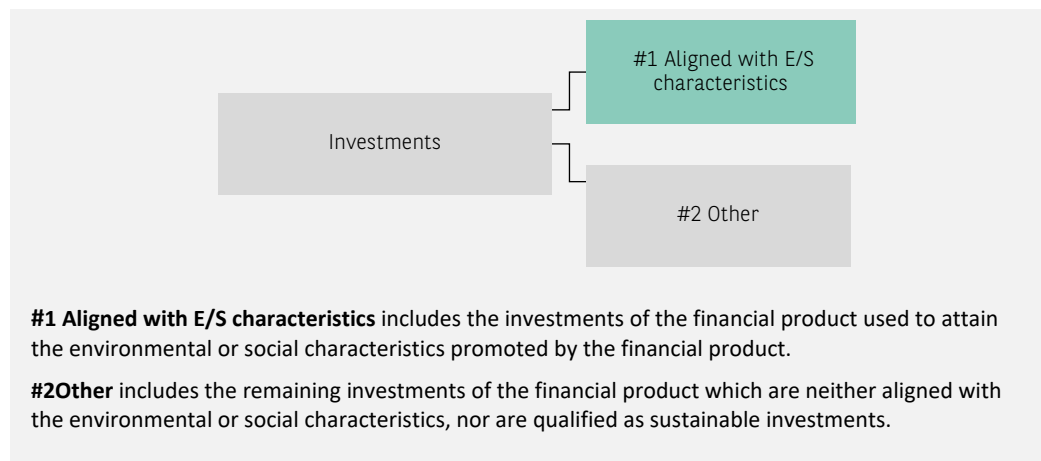 #1 Aligned with E/S
characteristics
Investments
#2 Other
#1 Aligned with E/S characteristics includes the investments of the financial product used to attain
the environmental or social characteristics promoted by the financial product.
#2Other includes the remaining investments of the financial product which are neither aligned with
the environmental or social characteristics, nor are qualified as sustainable investments.